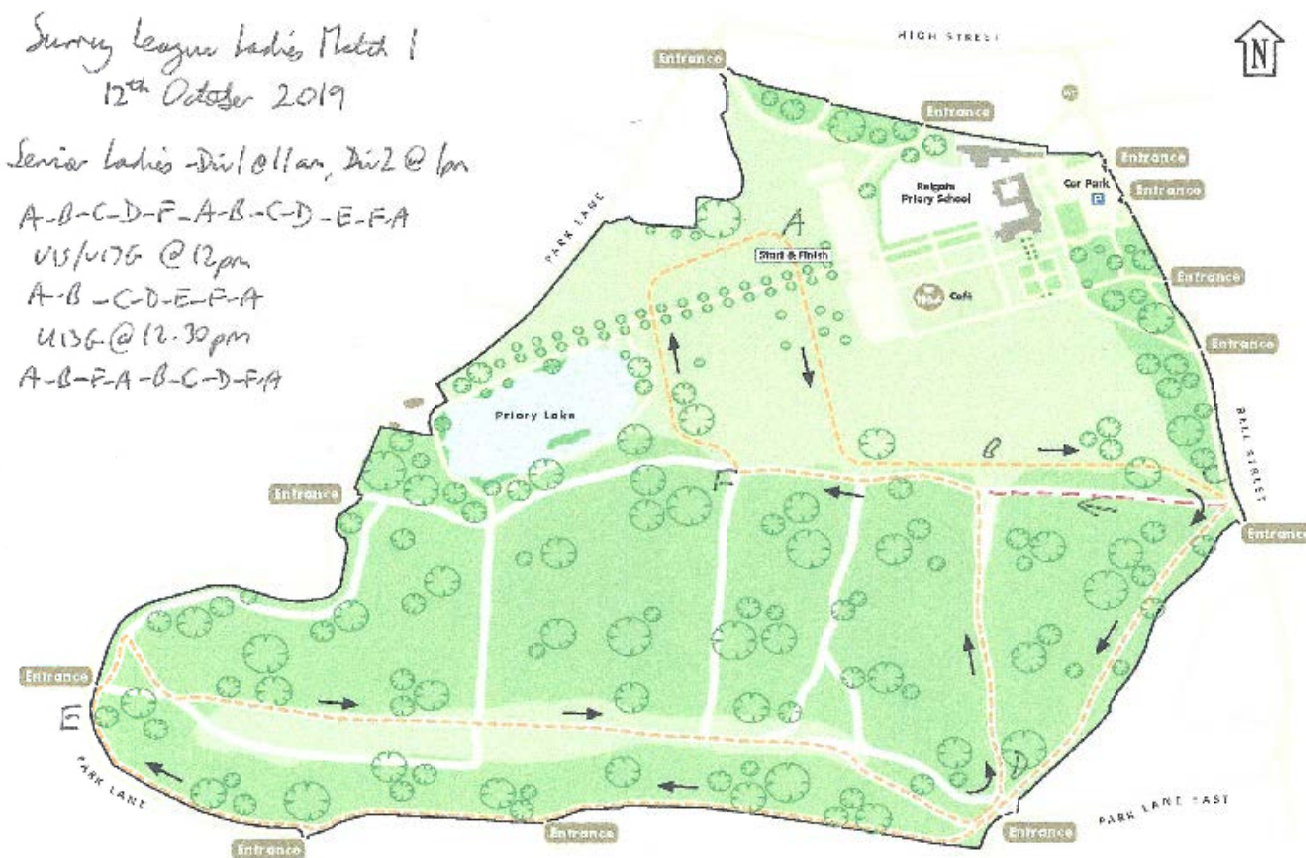 Surrey League Ladies Match 1
12th October 2019
Senior Ladies - Div 1 @ 11am, Div 2 @ 1pm
A-B-C-D-F-A-B-C-D-E-F-A
U15/U17G @ 12pm
A-B-C-D-E-F-A
U13G @ 12.30pm
A-B-F-A-B-C-D-F-A
HIGH STREET
N
Entrance
Entrance
Entrance
Entrance
Reigate
Priory School
Car Park
P
PARK LANE
A
Start & Finish
Café
Entrance
Entrance
Priory Lake
B
BELL STREET
F
Entrance
Entrance
Entrance
E
D
PARK LANE
PARK LANE EAST
Entrance
Entrance
Entrance